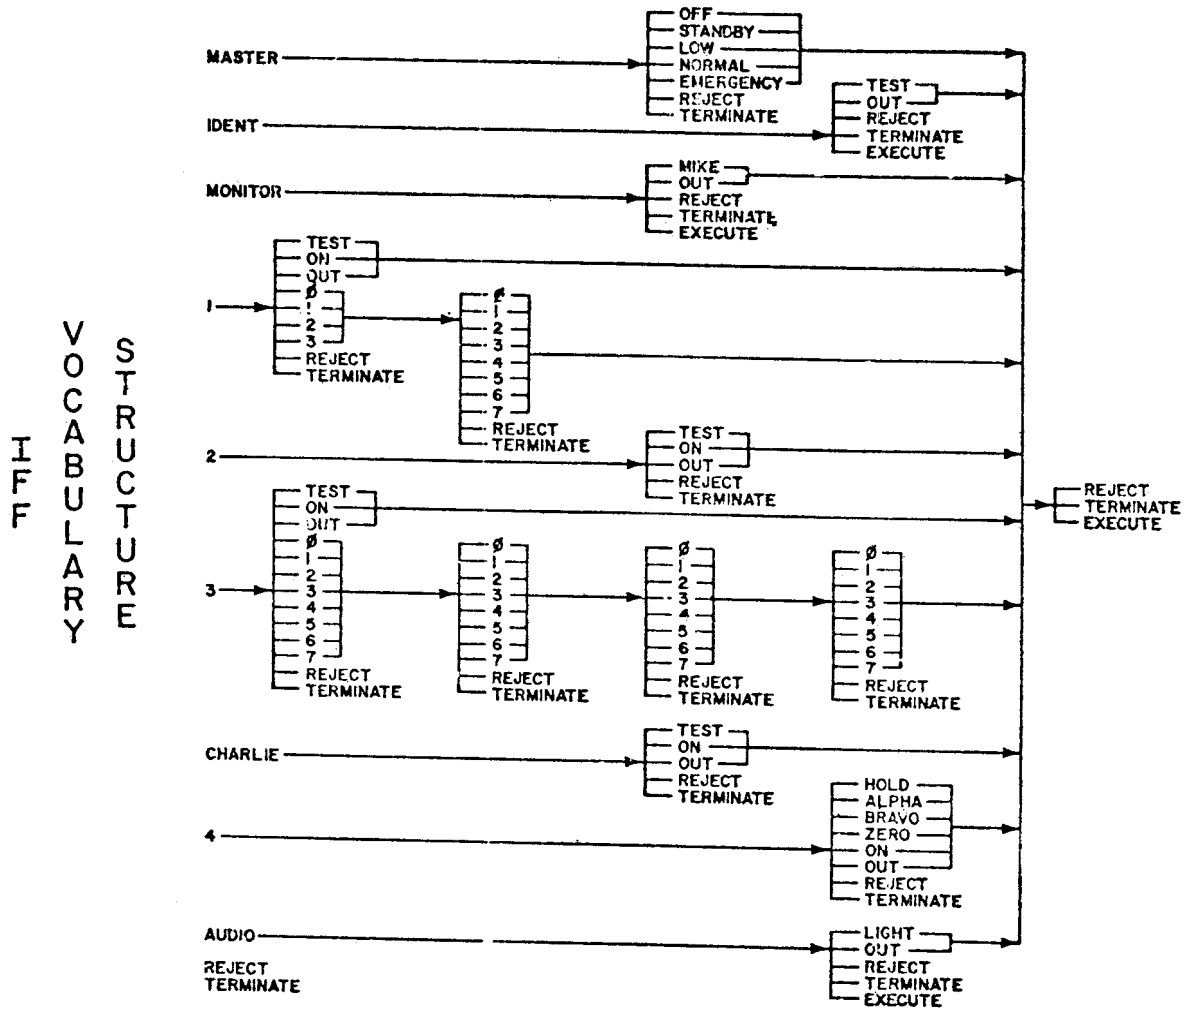 IFF
VOCABULARY
STRUCTURE
MASTER
OFF
STANDBY
LOW
NORMAL
EMERGENCY
REJECT
TERMINATE
IDENT
TEST
OUT
REJECT
TERMINATE
EXECUTE
MONITOR
MIKE
OUT
REJECT
TERMINATE
EXECUTE
1
TEST
ON
OUT
Ø
1
2
3
REJECT
TERMINATE
Ø
1
2
3
4
5
6
7
REJECT
TERMINATE
2
TEST
ON
OUT
REJECT
TERMINATE
3
TEST
ON
OUT
Ø
1
2
3
4
5
6
7
REJECT
TERMINATE
Ø
1
2
3
4
5
6
7
REJECT
TERMINATE
Ø
1
2
3
4
5
6
7
REJECT
TERMINATE
Ø
1
2
3
4
5
6
7
REJECT
TERMINATE
CHARLIE
TEST
ON
OUT
REJECT
TERMINATE
4
HOLD
ALPHA
BRAVO
ZERO
ON
OUT
REJECT
TERMINATE
AUDIO
LIGHT
OUT
REJECT
TERMINATE
EXECUTE
REJECT
TERMINATE
REJECT
TERMINATE
EXECUTE